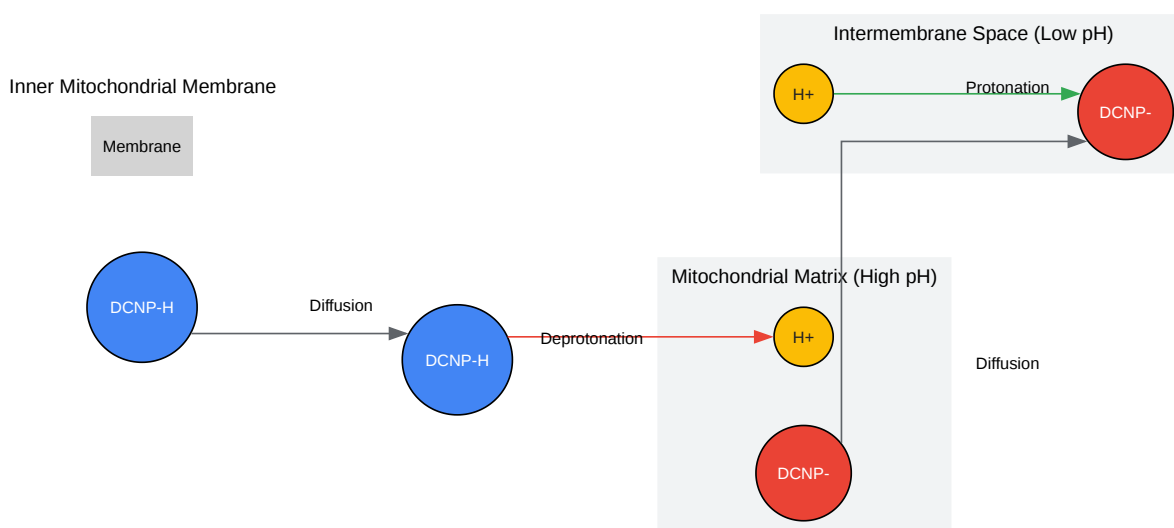 Intermembrane Space (Low pH)
H+
Protonation
DCNP-
Inner Mitochondrial Membrane
Membrane
DCNP-H
Diffusion
DCNP-H
Deprotonation
Mitochondrial Matrix (High pH)
H+
DCNP-
Diffusion